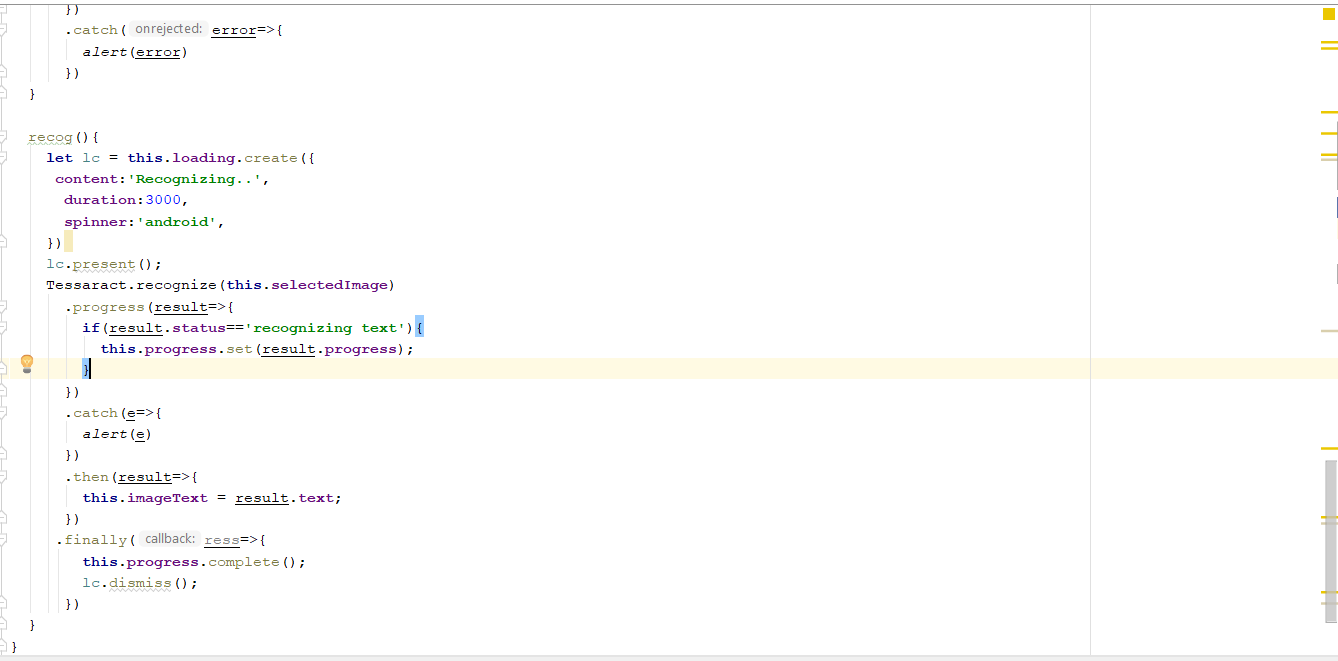 })
.catch( onrejected: error=>{
alert(error)
})
}
recog(){
let lc = this.loading.create({
content:'Recognizing..',
duration:3000,
spinner:'android',
})
lc.present();
Tessaract.recognize(this.selectedImage)
.progress(result=>{
if(result.status=='recognizing text'){
this.progress.set(result.progress);
}
})
.catch(e=>{
alert(e)
})
.then(result=>{
this.imageText = result.text;
})
.finally( callback: ress=>{
this.progress.complete();
lc.dismiss();
})
}
}